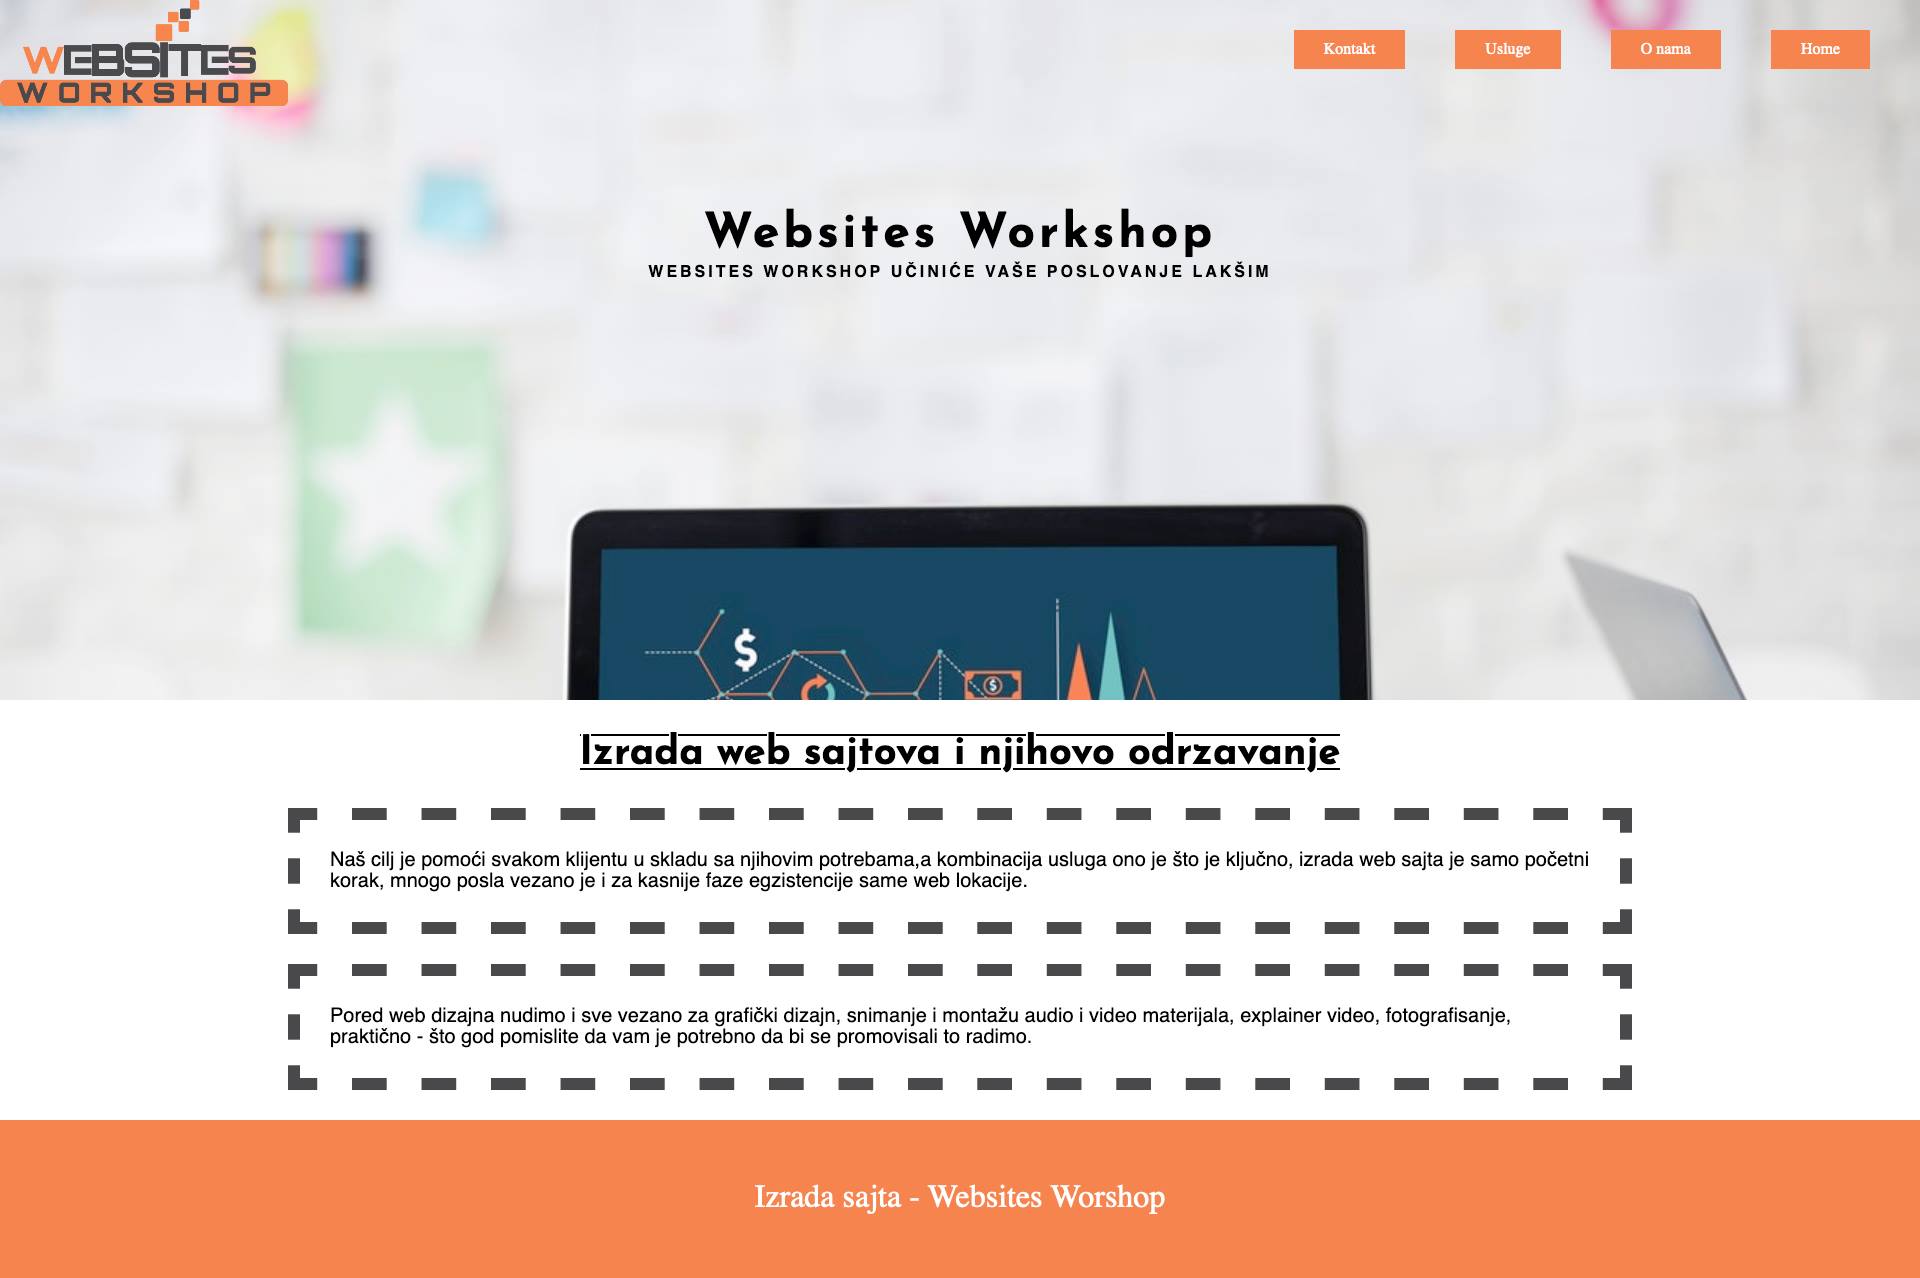 WEBSITES
WORKSHOP
Kontakt
Usluge
O nama
Home
Websites Workshop
WEBSITES WORKSHOP UČINIĆE VAŠE POSLOVANJE LAKŠIM
$
$
Izrada web sajtova i njihovo odrzavanje
Naš cilj je pomoći svakom klijentu u skladu sa njihovim potrebama,a kombinacija usluga ono je što je ključno, izrada web sajta je samo početni
korak, mnogo posla vezano je i za kasnije faze egzistencije same web lokacije.
Pored web dizajna nudimo i sve vezano za grafički dizajn, snimanje i montažu audio i video materijala, explainer video, fotografisanje,
praktično - što god pomislite da vam je potrebno da bi se promovisali to radimo.
Izrada sajta - Websites Worshop